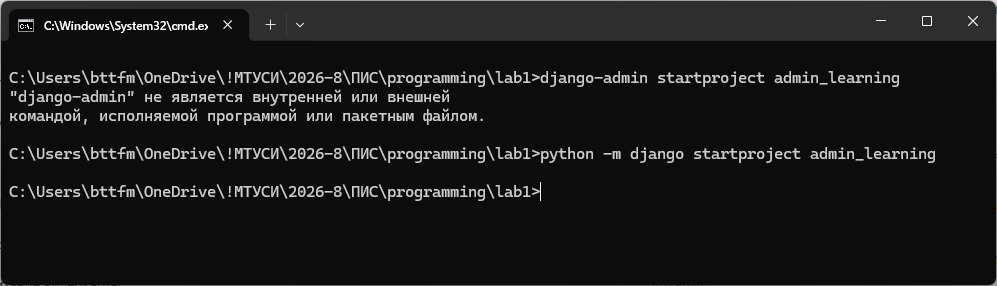 C:\Windows\System32\cmd.e
C:\Users\bttfm\OneDrive\!МТУСИ\2026-8\ПИС\programming\lab1>django-admin startproject admin_learning
"django-admin" не является внутренней или внешней
командой, исполняемой программой или пакетным файлом.
C:\Users\bttfm\OneDrive\!МТУСИ\2026-8\ПИС\programming\lab1>python -m django startproject admin_learning
C:\Users\bttfm\OneDrive\!МТУСИ\2026-8\ПИС\programming\lab1>